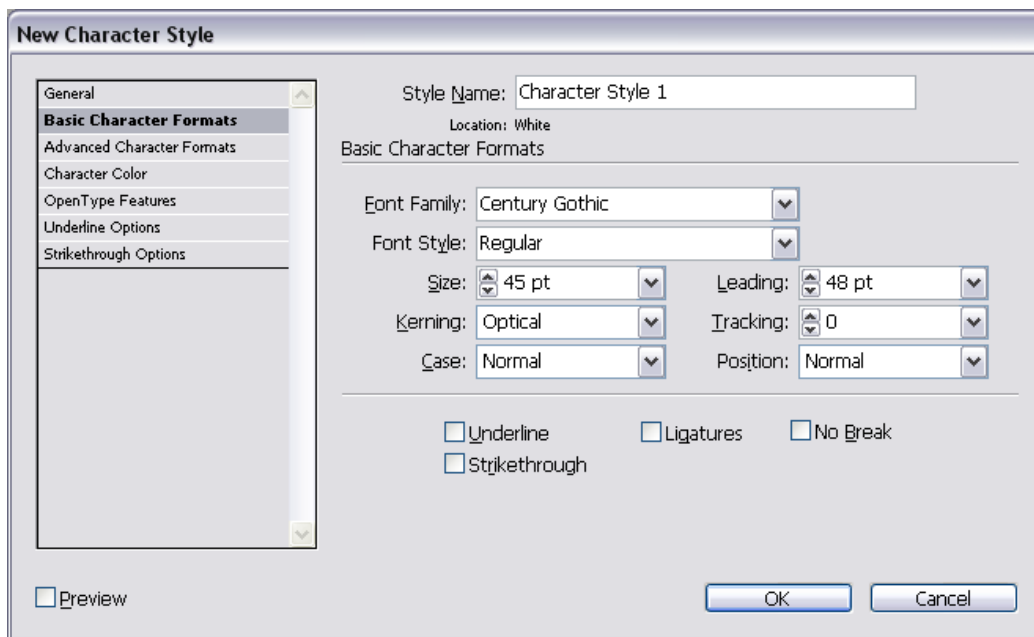 New Character Style
General
Basic Character Formats
Advanced Character Formats
Character Color
OpenType Features
Underline Options
Strikethrough Options
Style Name: Character Style 1
Location: White
Basic Character Formats
Font Family: Century Gothic
Font Style: Regular
Size: 45 pt Leading: 48 pt
Kerning: Optical Tracking: 0
Case: Normal Position: Normal
Underline Ligatures No Break
Strikethrough
Preview OK Cancel